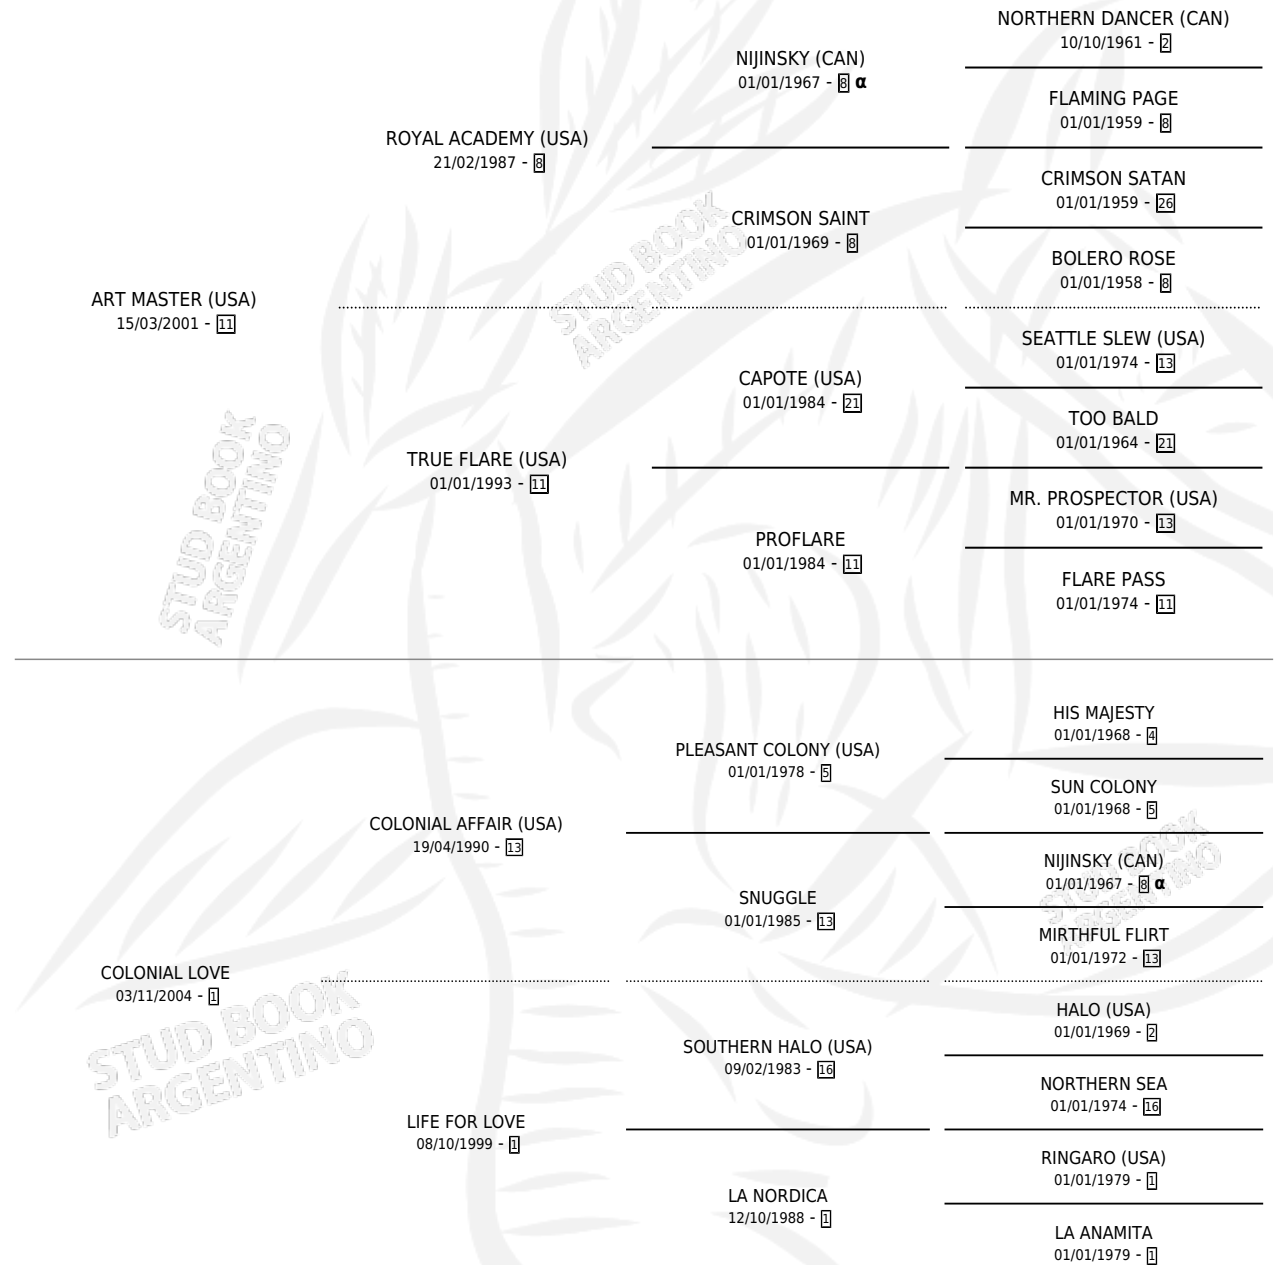 NORTHERN DANCER (CAN)
10/10/1961 - 2
NIJINSKY (CAN)
01/01/1967 - 8 α
FLAMING PAGE
01/01/1959 - 8
ROYAL ACADEMY (USA)
21/02/1987 - 8
CRIMSON SATAN
01/01/1959 - 26
CRIMSON SAINT
01/01/1969 - 8
BOLERO ROSE
01/01/1958 - 8
ART MASTER (USA)
15/03/2001 - 11
SEATTLE SLEW (USA)
01/01/1974 - 13
CAPOTE (USA)
01/01/1984 - 21
TOO BALD
01/01/1964 - 21
TRUE FLARE (USA)
01/01/1993 - 11
MR. PROSPECTOR (USA)
01/01/1970 - 13
PROFLARE
01/01/1984 - 11
FLARE PASS
01/01/1974 - 11
STUD BOOK
ARGENTINO
STUD BOOK
ARGENTINO
HIS MAJESTY
01/01/1968 - 4
PLEASANT COLONY (USA)
01/01/1978 - 5
SUN COLONY
01/01/1968 - 5
COLONIAL AFFAIR (USA)
19/04/1990 - 13
NIJINSKY (CAN)
01/01/1967 - 8 α
SNUGGLE
01/01/1985 - 13
MIRTHFUL FLIRT
01/01/1972 - 13
COLONIAL LOVE
03/11/2004 - 1
HALO (USA)
01/01/1969 - 2
SOUTHERN HALO (USA)
09/02/1983 - 16
NORTHERN SEA
01/01/1974 - 16
LIFE FOR LOVE
08/10/1999 - 1
RINGARO (USA)
01/01/1979 - 1
LA NORDICA
12/10/1988 - 1
LA ANAMITA
01/01/1979 - 1
STUD BOOK
ARGENTINO
STUD BOOK
ARGENTINO